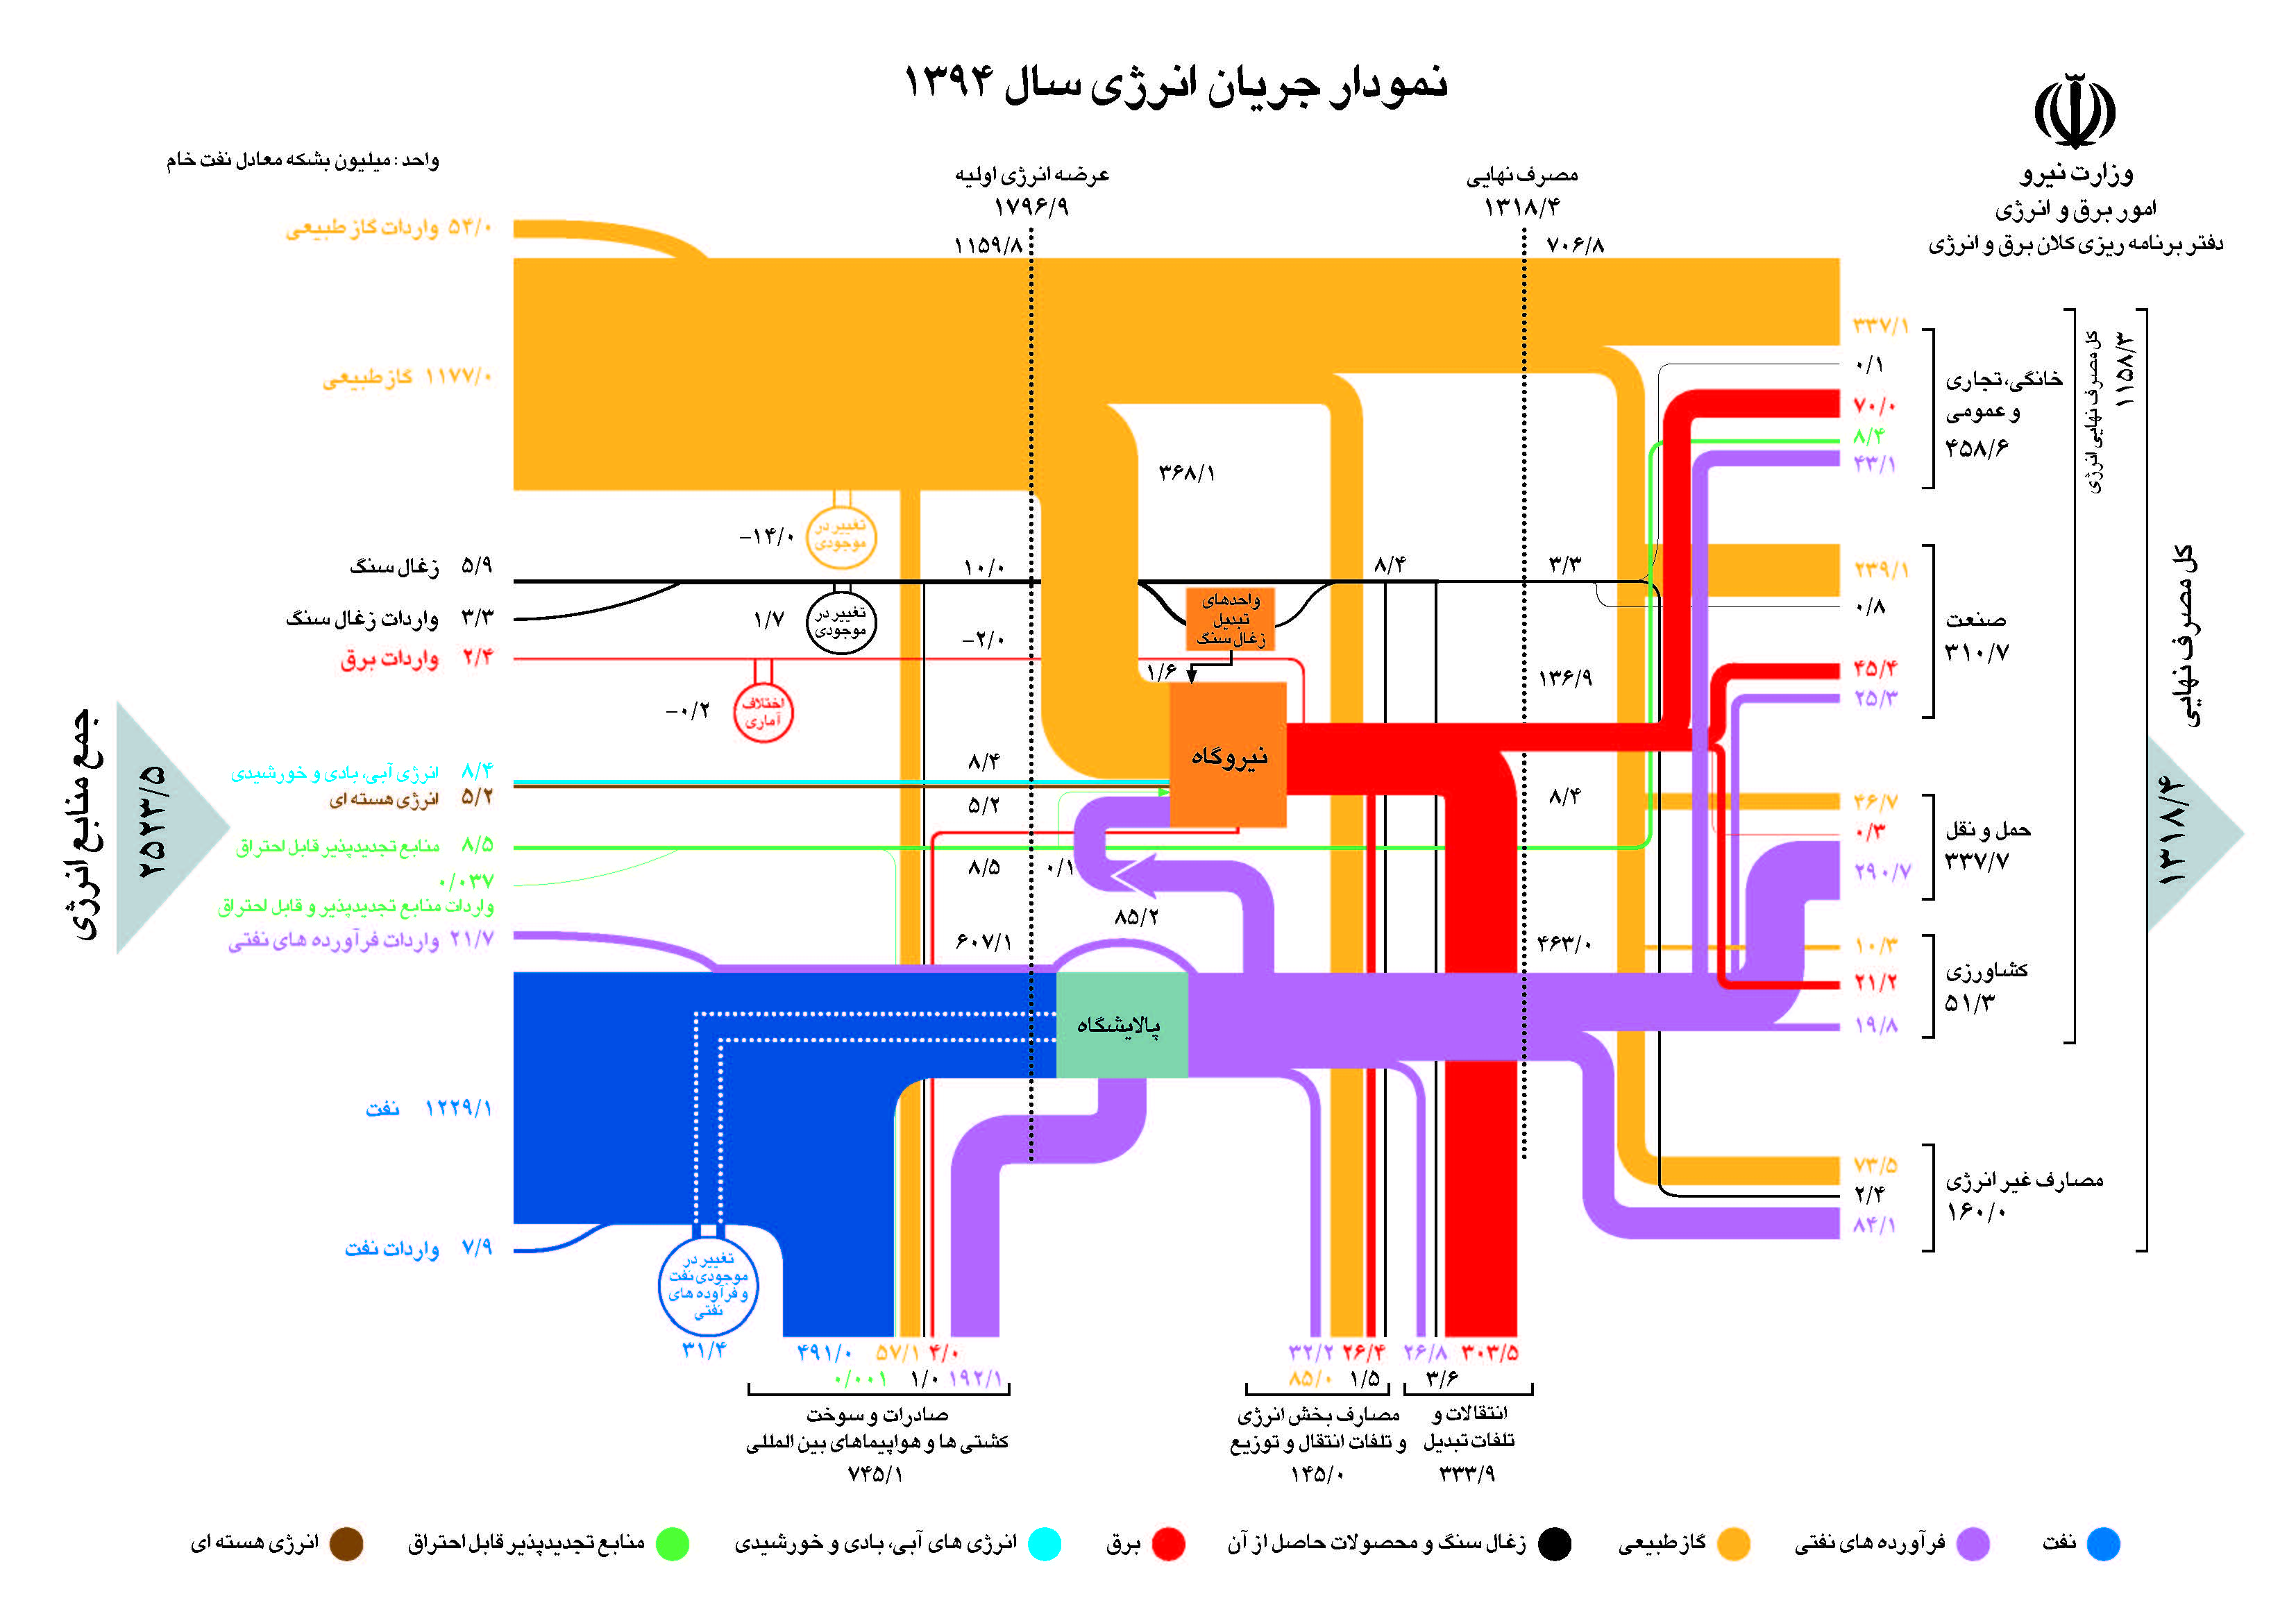 نمودار جریان انرژی سال ۱۳۹۴
وزارت نیرو
امور برق و انرژی
دفتر برنامه ریزی کلان برق و انرژی
واحد : میلیون بشکه معادل نفت خام
عرضه انرژی اولیه
۱۷۹۶/۹
۱۱۵۹/۸
مصرف نهایی
۱۳۱۸/۴
۷۰۶/۸
جمع منابع انرژی
۲۵۲۳/۵
واردات گاز طبیعی ۵۴/۰
گاز طبیعی ۱۱۷۷/۰
زغال سنگ ۵/۹
واردات زغال سنگ ۳/۳
واردات برق ۲/۴
انرژی آبی، بادی و خورشیدی ۸/۴
انرژی هسته ای ۵/۲
منابع تجدیدپذیر قابل احتراق ۸/۵
۰/۰۳۷
واردات منابع تجدیدپذیر و قابل احتراق
واردات فرآورده های نفتی ۲۱/۷
نفت ۱۲۲۹/۱
واردات نفت ۷/۹
تغییر در
موجودی
−۱۴/۰
تغییر در
موجودی
۱/۷
اختلاف
آماری
−۰/۲
تغییر در
موجودی نفت
و فرآوده های
نفتی
۳۱/۴
۱۰/۰
−۲/۰
۸/۴
۵/۲
۸/۵
۰/۱
۶۰۷/۱
۸۵/۲
۳۶۸/۱
واحدهای
تبدیل
زغال سنگ
۱/۶
نیروگاه
پالایشگاه
۸/۴
۳/۳
۱۳۶/۹
۸/۴
۴۶۳/۰
۳۳۷/۱
۰/۱
۷۰/۰
۸/۴
۴۳/۱
خانگی، تجاری
و عمومی
۴۵۸/۶
۲۳۹/۱
۰/۸
۴۵/۴
۲۵/۳
صنعت
۳۱۰/۷
۴۶/۷
۰/۳
۲۹۰/۷
حمل و نقل
۳۳۷/۷
۱۰/۳
۲۱/۲
۱۹/۸
کشاورزی
۵۱/۳
۷۳/۵
۲/۴
۸۴/۱
مصارف غیر انرژی
۱۶۰/۰
کل مصرف نهایی انرژی
۱۱۵۸/۳
کل مصرف نهایی
۱۳۱۸/۴
۴۹۱/۰ ۵۷/۱ ۴/۰
۰/۰۰۱ ۱/۰ ۱۹۲/۱
صادرات و سوخت
کشتی ها و هواپیماهای بین المللی
۷۴۵/۱
۳۲/۲ ۲۶/۴
۸۵/۰ ۱/۵
مصارف بخش انرژی
و تلفات انتقال و توزیع
۱۴۵/۰
۲۶/۸ ۳۰۳/۵
۳/۶
انتقالات و
تلفات تبدیل
۳۳۳/۹
نفت
فرآورده های نفتی
گاز طبیعی
زغال سنگ و محصولات حاصل از آن
برق
انرژی های آبی، بادی و خورشیدی
منابع تجدیدپذیر قابل احتراق
انرژی هسته ای